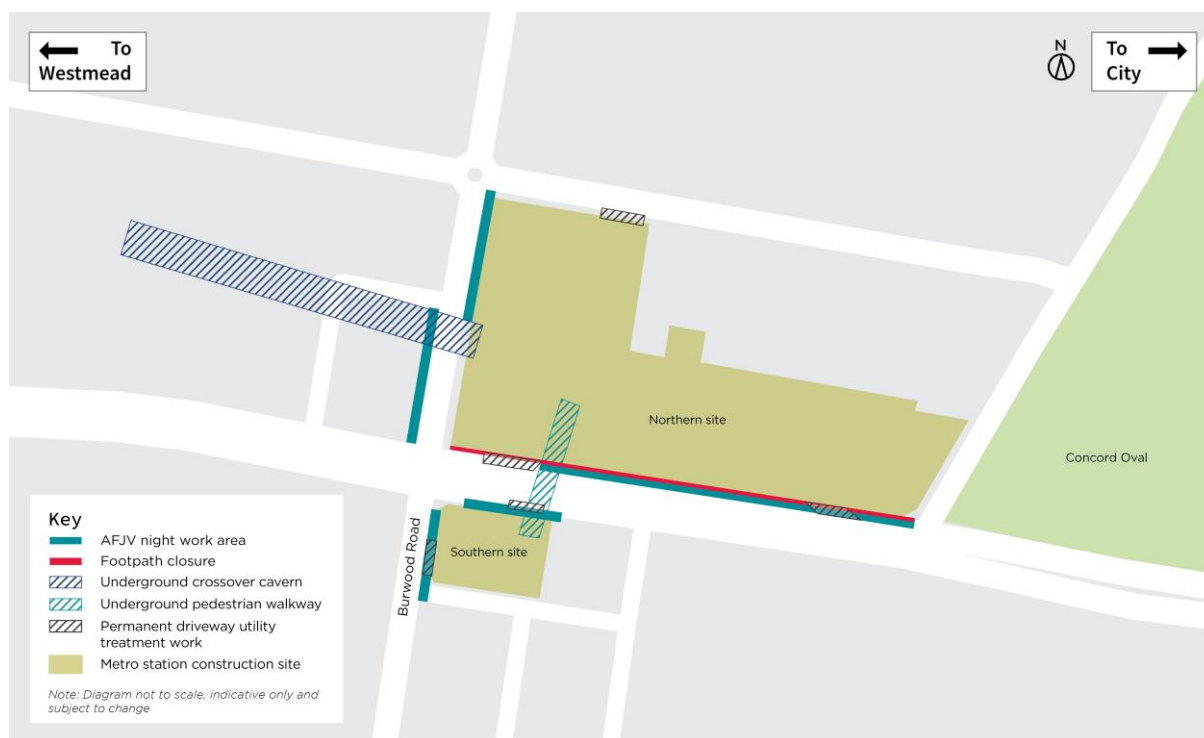 To
Westmead
N
To
City
Northern site
Concord Oval
Southern site
Burwood Road
Key
AFJV night work area
Footpath closure
Underground crossover cavern
Underground pedestrian walkway
Permanent driveway utility
treatment work
Metro station construction site
Note: Diagram not to scale, indicative only and
subject to change